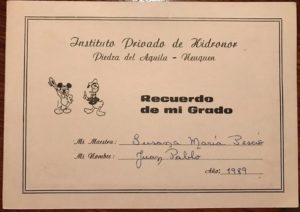 Instituto Privado de Hidronor
Piedra del Aguila - Neuquen
Recuerdo
de mi Grado
Mi Maestra: Susana María Pescio
Mi Nombre: Juan Pablo
Año: 1989